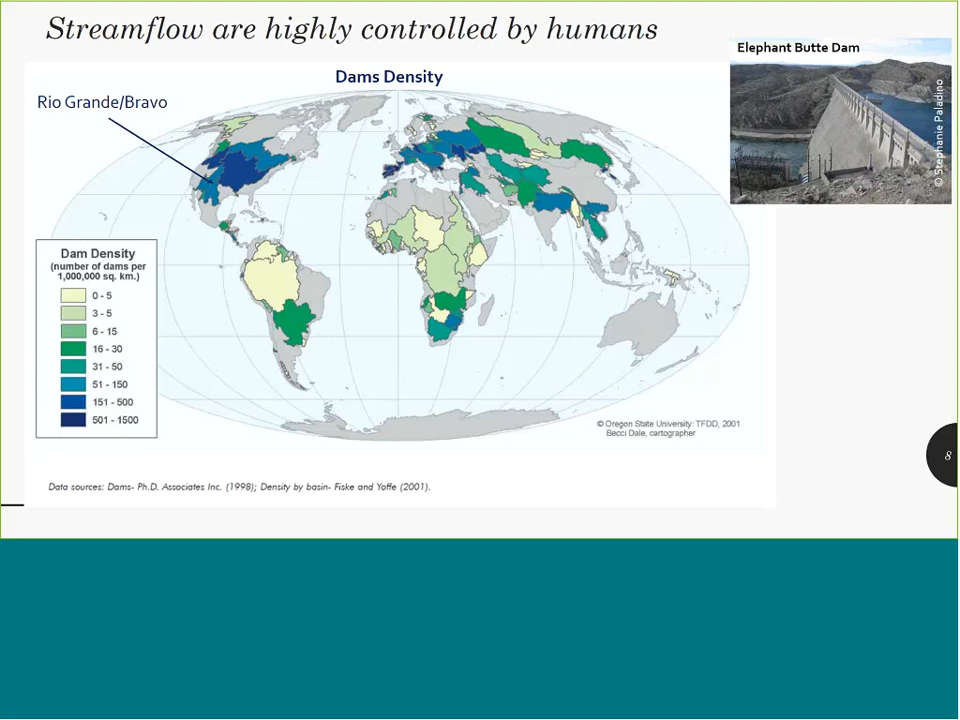 Streamflow are highly controlled by humans
Elephant Butte Dam
© Stephanie Paladino
Dams Density
Rio Grande/Bravo
Dam Density
(number of dams per
1,000,000 sq. km.)
0 - 5
3 - 5
6 - 15
16 - 30
31 - 50
51 - 150
151 - 500
501 - 1500
© Oregon State University: TFDD, 2001
Becci Dale, cartographer
8
Data sources: Dams- Ph.D. Associates Inc. (1998); Density by basin- Fiske and Yoffe (2001).